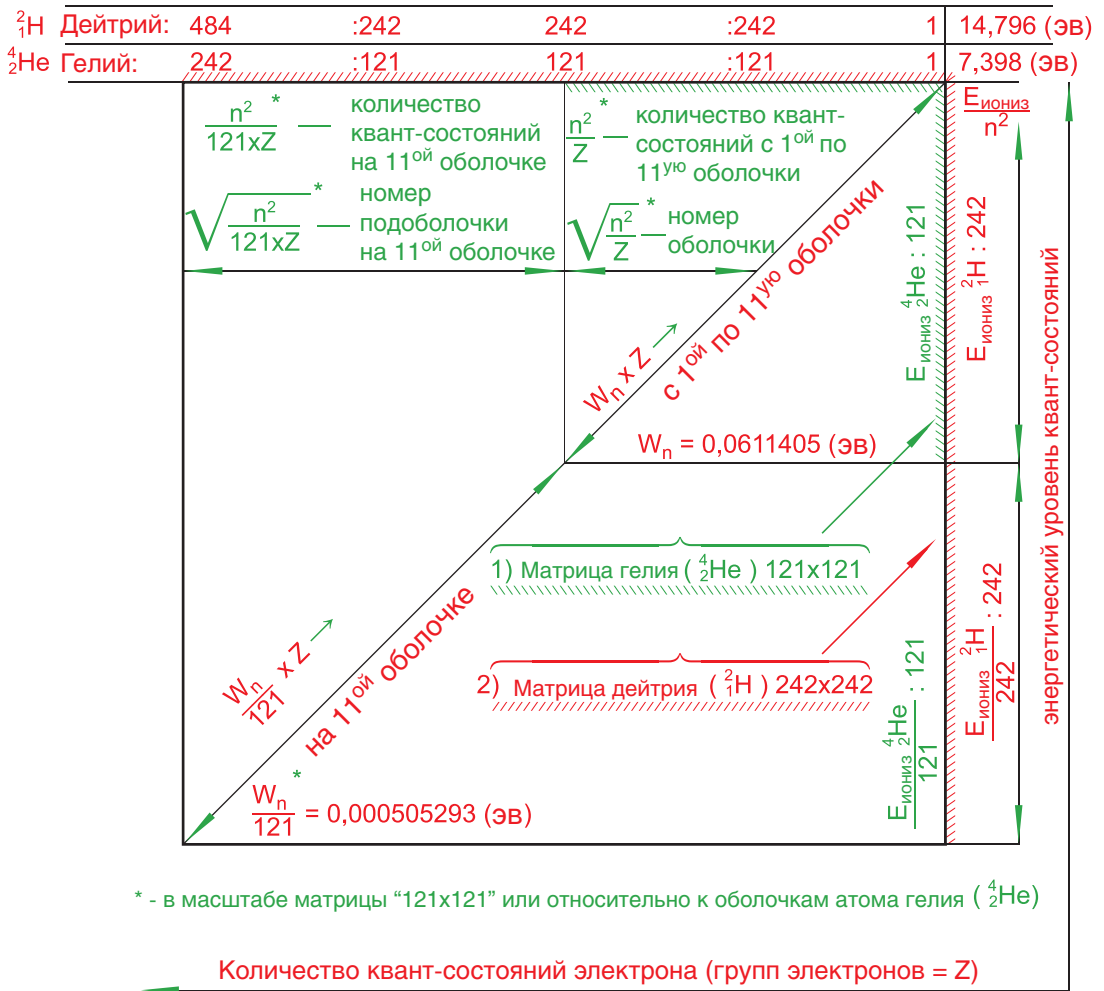 ²₁H Дейтрий: 484 :242 242 :242 1 14,796 (эв)
⁴₂He Гелий: 242 :121 121 :121 1 7,398 (эв)
n²/121xZ * — количество
квант-состояний
на 11ой оболочке
√(n²/121xZ) * — номер
подоболочки
на 11ой оболочке
n²/Z * — количество квант-
состояний с 1ой по
11ую оболочки
√(n²/Z) * — номер
оболочки
Eиониз/n²
Eиониз ⁴₂He : 121
Eиониз ²₁H : 242
энергетический уровень квант-состояний
Wn x Z →
с 1ой по 11ую оболочки
Wn = 0,0611405 (эв)
1) Матрица гелия ( ⁴₂He ) 121x121
Wn/121 x Z →
на 11ой оболочке
2) Матрица дейтрия ( ²₁H ) 242x242
Eиониз ⁴₂He/121 : 121
Eиониз ²₁H/242 : 242
Wn/121 * = 0,000505293 (эв)
* - в масштабе матрицы “121x121” или относительно к оболочкам атома гелия ( ⁴₂He)
Количество квант-состояний электрона (групп электронов = Z)